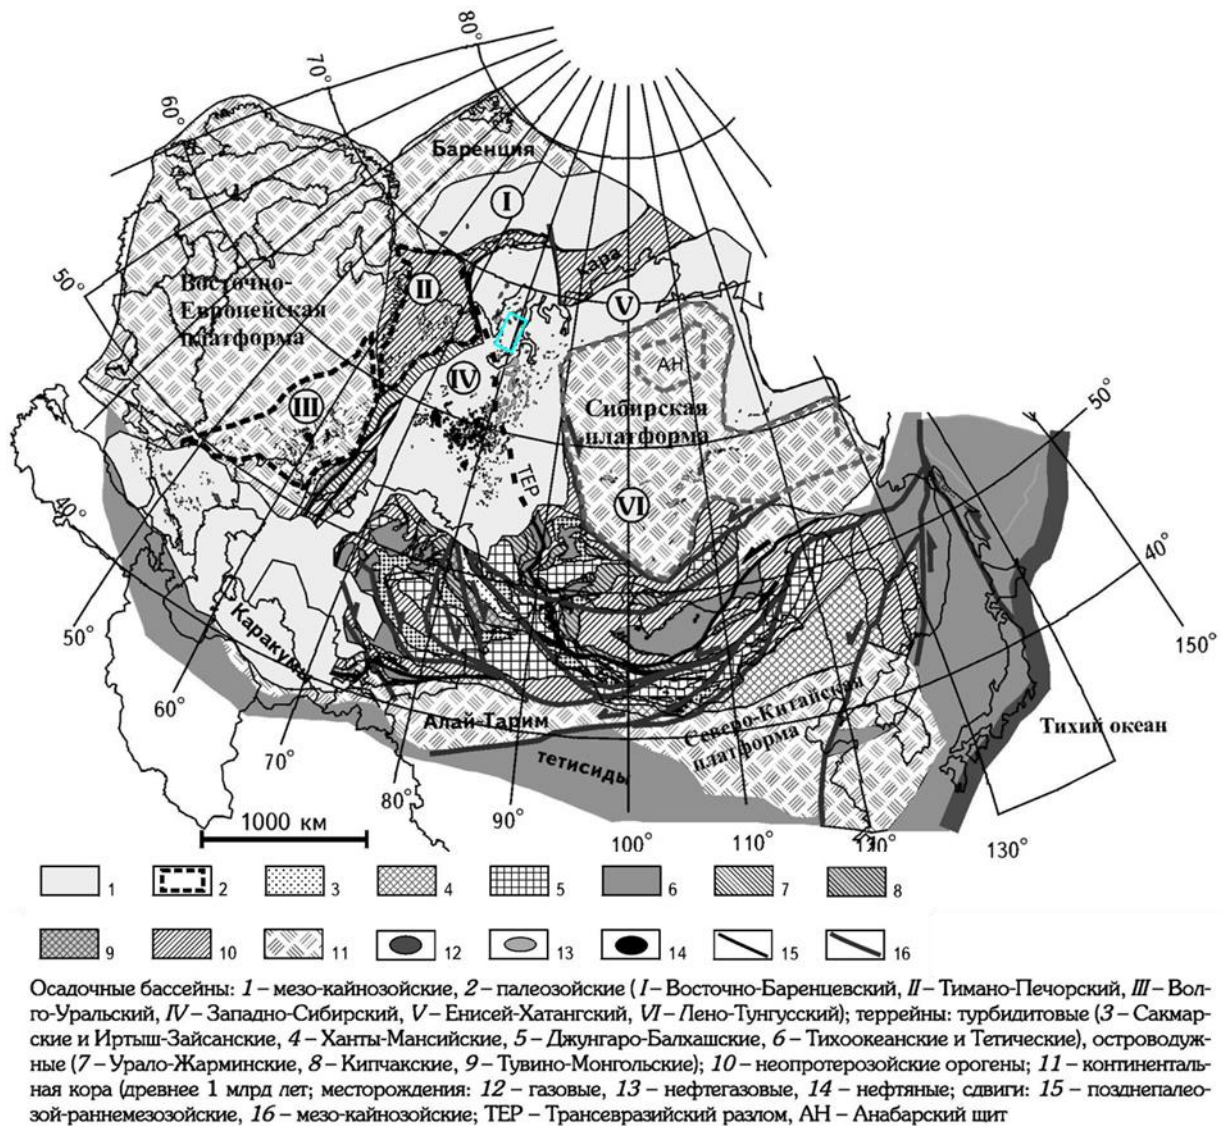 80°
70°
60°
Баренция
I
50°
Восточно-
Европейская
платформа
II
кара
V
АН
III
IV
Сибирская
платформа
50°
40°
ТЕР
VI
40°
50°
Каракумы
150°
60°
Алай-Тарим
Северо-Китайская
платформа
Тихий океан
70°
тетисиды
80°
90°
1000 км
100°
110°
130°
1
2
3
4
5
6
7
8
9
10
11
12
13
14
15
16
Осадочные бассейны: 1 – мезо-кайнозойские, 2 – палеозойские (I – Восточно-Баренцевский, II – Тимано-Печорский, III – Вол-
го-Уральский, IV – Западно-Сибирский, V – Енисей-Хатангский, VI – Лено-Тунгусский); террейны: турбидитовые (3 – Сакмар-
ские и Иртыш-Зайсанские, 4 – Ханты-Мансийские, 5 – Джунгаро-Балхашские, 6 – Тихоокеанские и Тетические), островодуж-
ные (7 – Урало-Жарминские, 8 – Кипчакские, 9 – Тувино-Монгольские); 10 – неопротерозойские орогены; 11 – континенталь-
ная кора (древнее 1 млрд лет; месторождения: 12 – газовые, 13 – нефтегазовые, 14 – нефтяные; сдвиги: 15 – позднепалео-
зой-раннемезозойские, 16 – мезо-кайнозойские; ТЕР – Трансевразийский разлом, АН – Анабарский щит